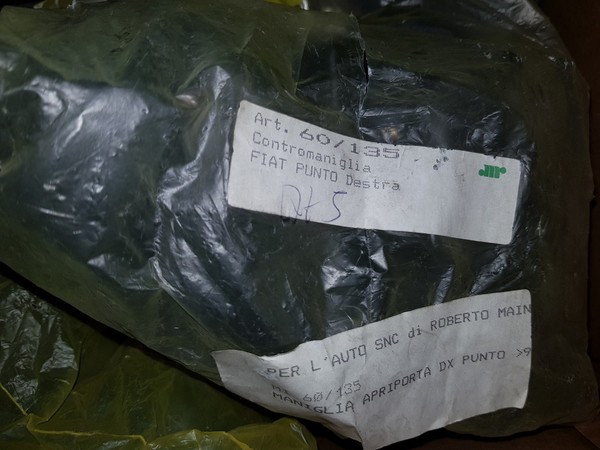 Art. 60/135
Contromaniglia
FIAT PUNTO Destra
PER L'AUTO SNC di ROBERTO MAIN
60/135
MANIGLIA APRIPORTA DX PUNTO >9